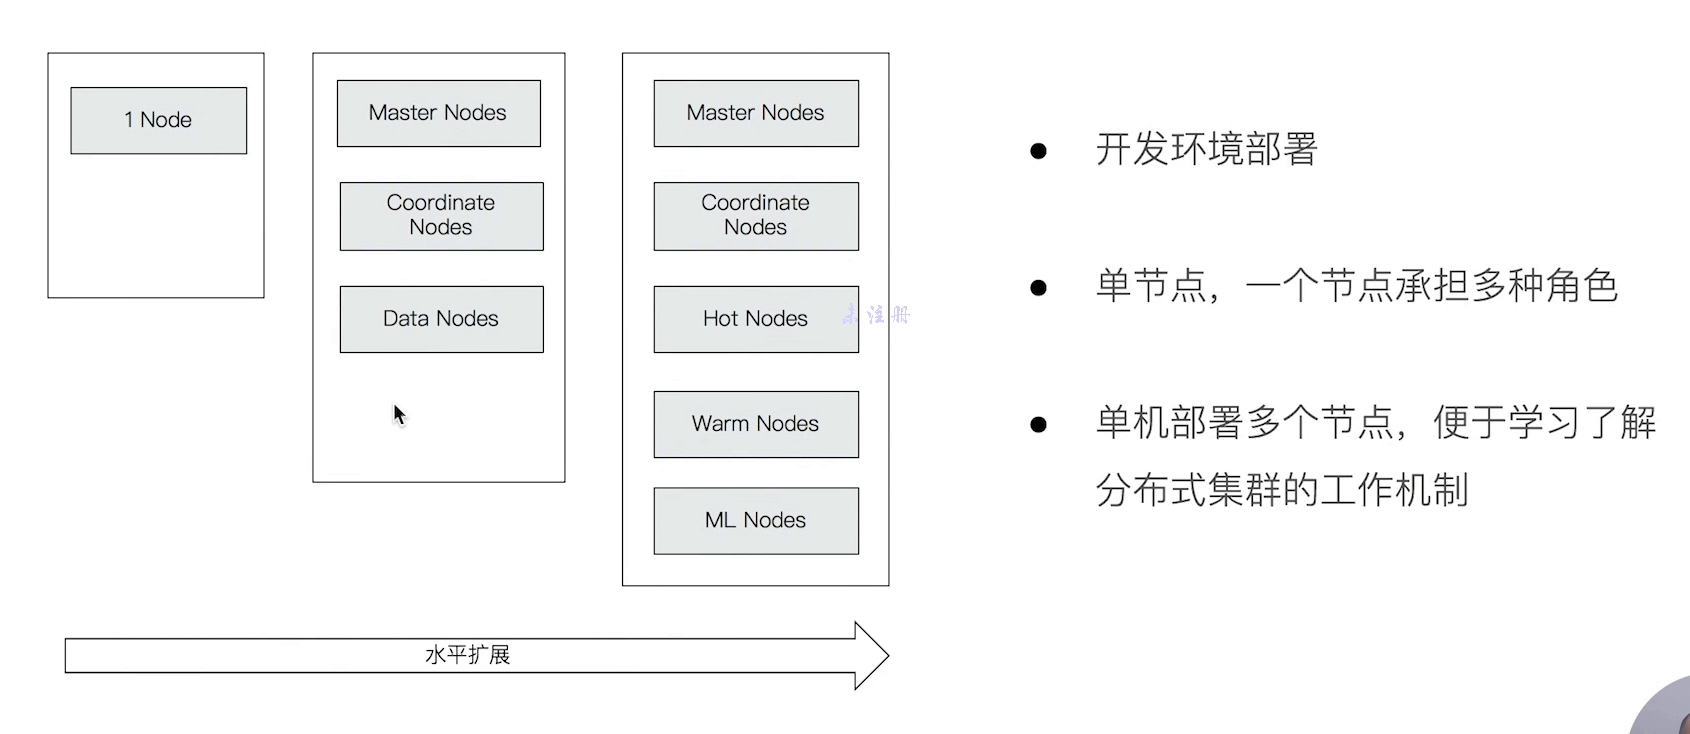 1 Node
Master Nodes
Coordinate
Nodes
Data Nodes
Master Nodes
Coordinate
Nodes
Hot Nodes
Warm Nodes
ML Nodes
未注册
水平扩展
开发环境部署
单节点，一个节点承担多种角色
单机部署多个节点，便于学习了解
分布式集群的工作机制